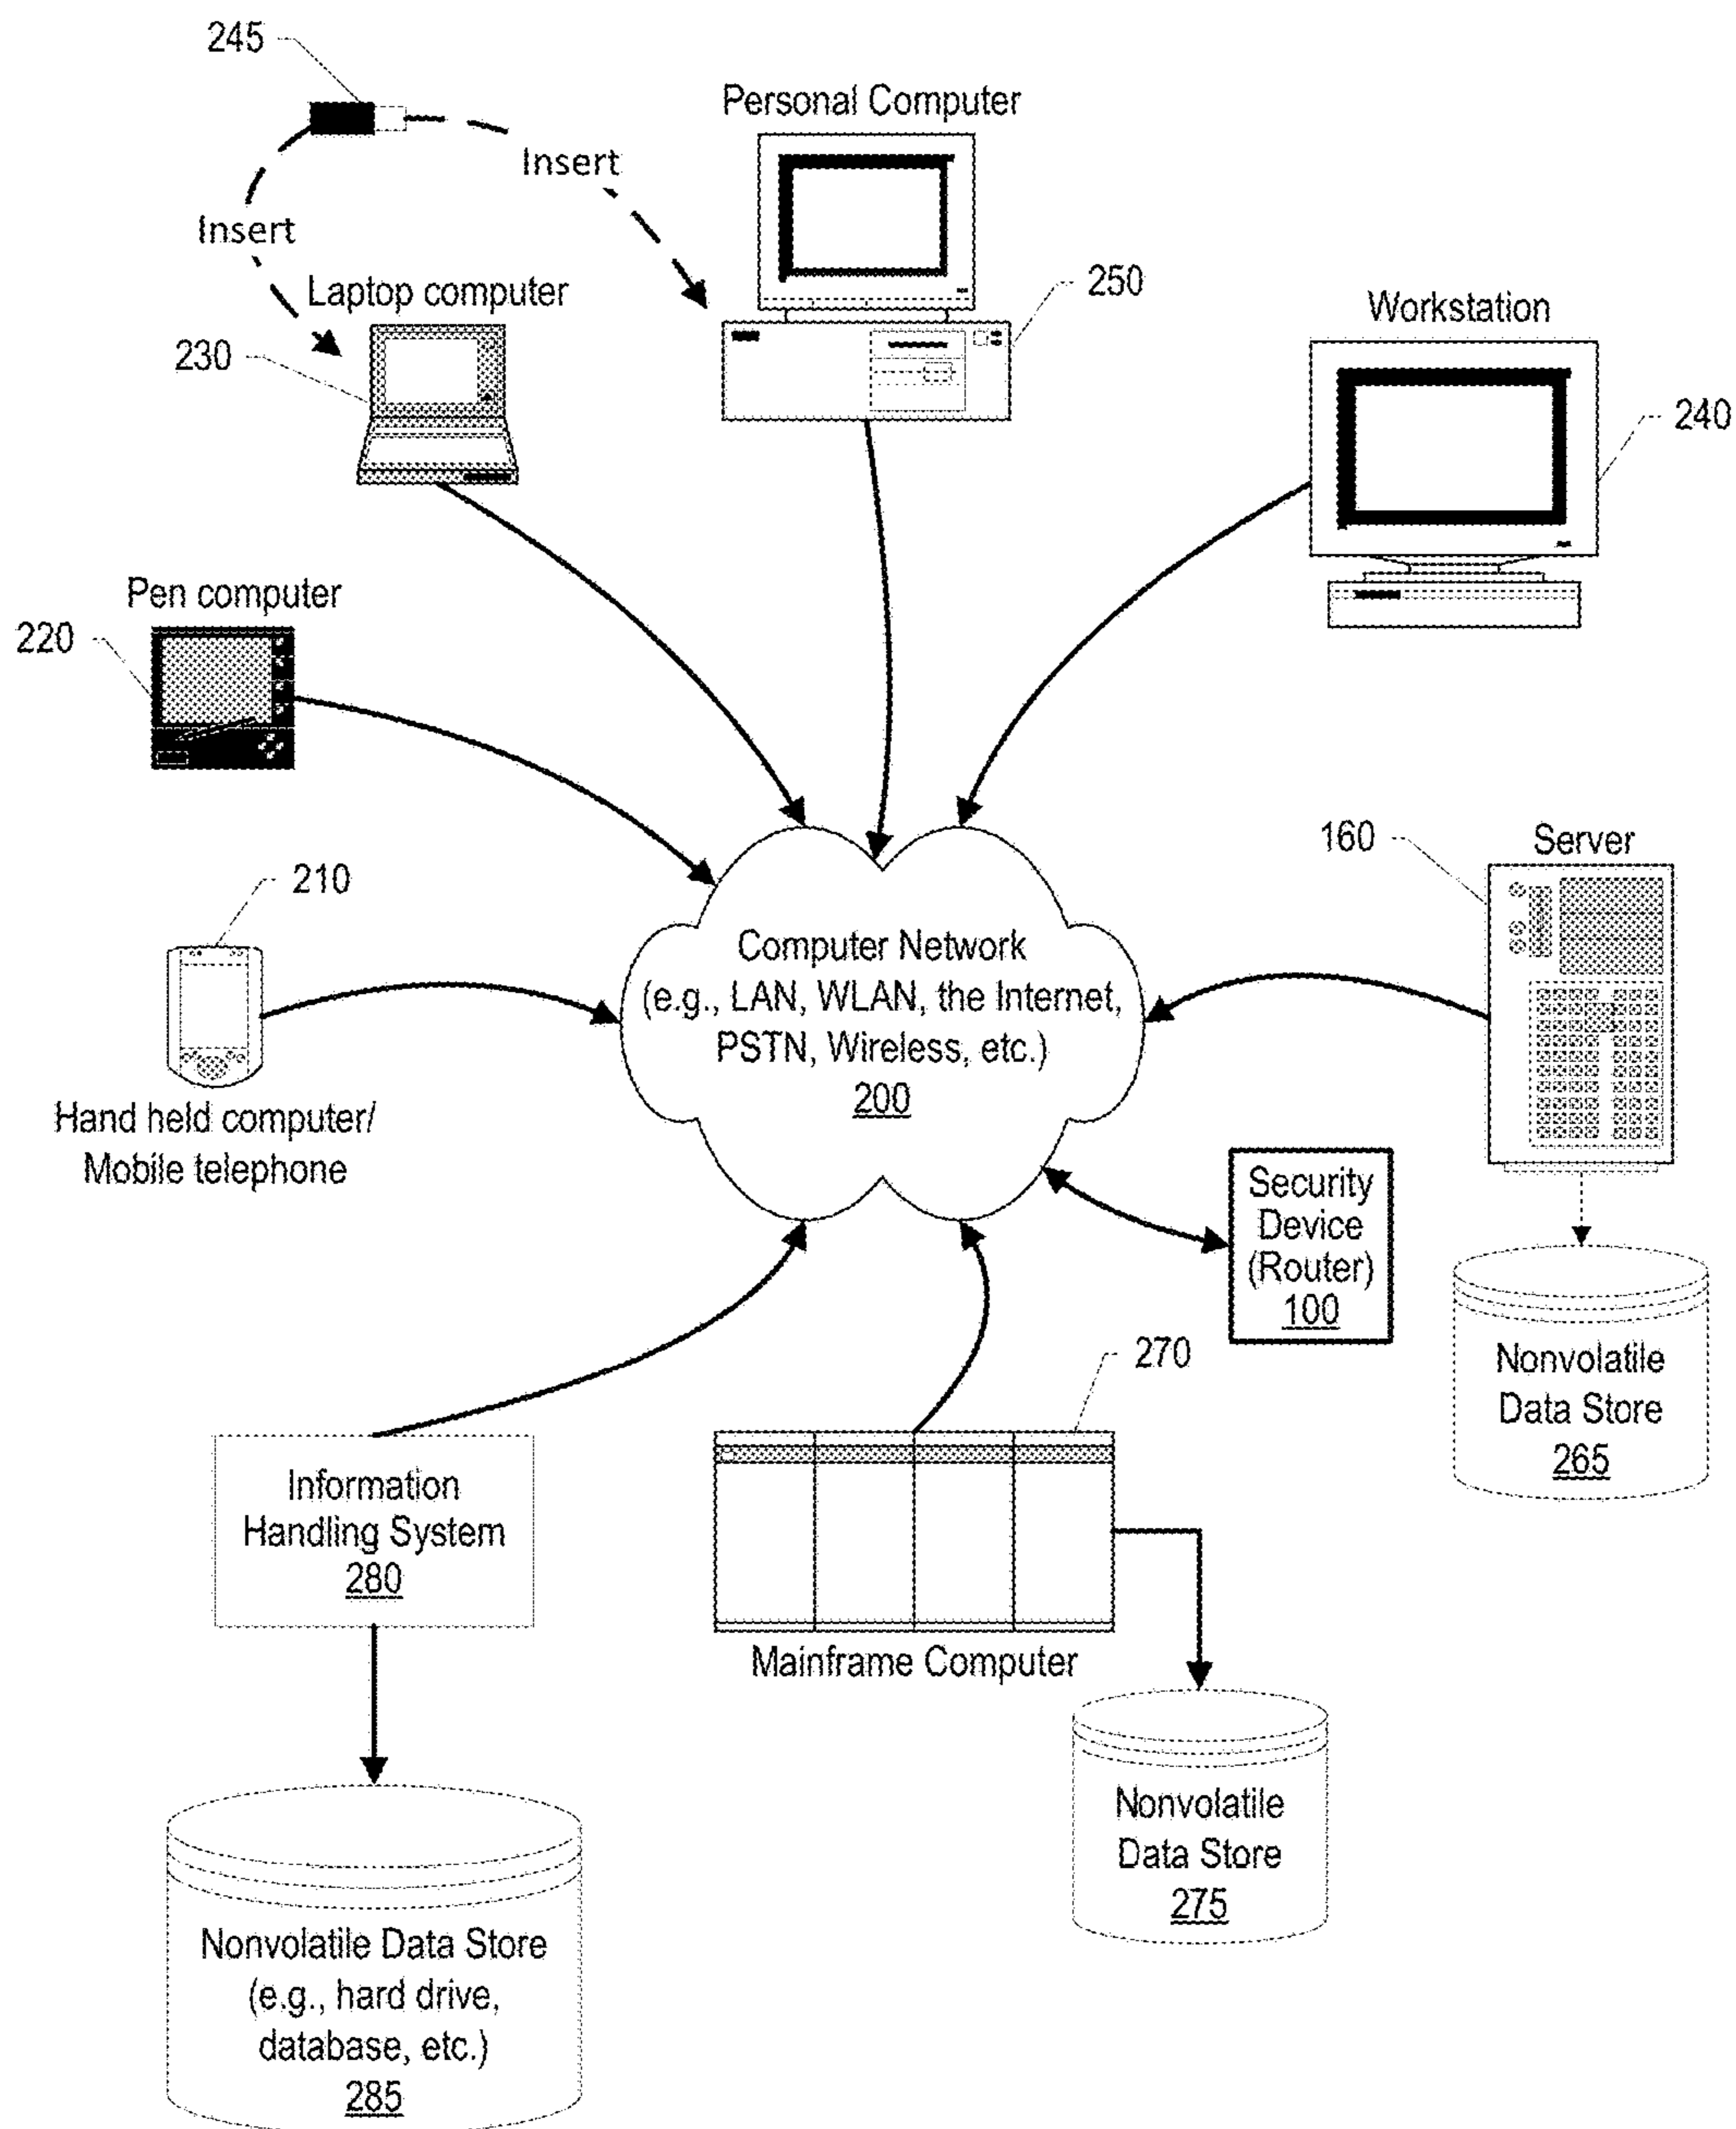 245
Personal Computer
Insert
Insert
Laptop computer
250
Workstation
230
240
Pen computer
220
160
Server
210
Computer Network
(e.g., LAN, WLAN, the Internet,
PSTN, Wireless, etc.)
200
Hand held computer/
Mobile telephone
Security
Device
(Router)
100
270
Nonvolatile
Data Store
265
Information
Handling System
280
Mainframe Computer
Nonvolatile
Data Store
275
Nonvolatile Data Store
(e.g., hard drive,
database, etc.)
285